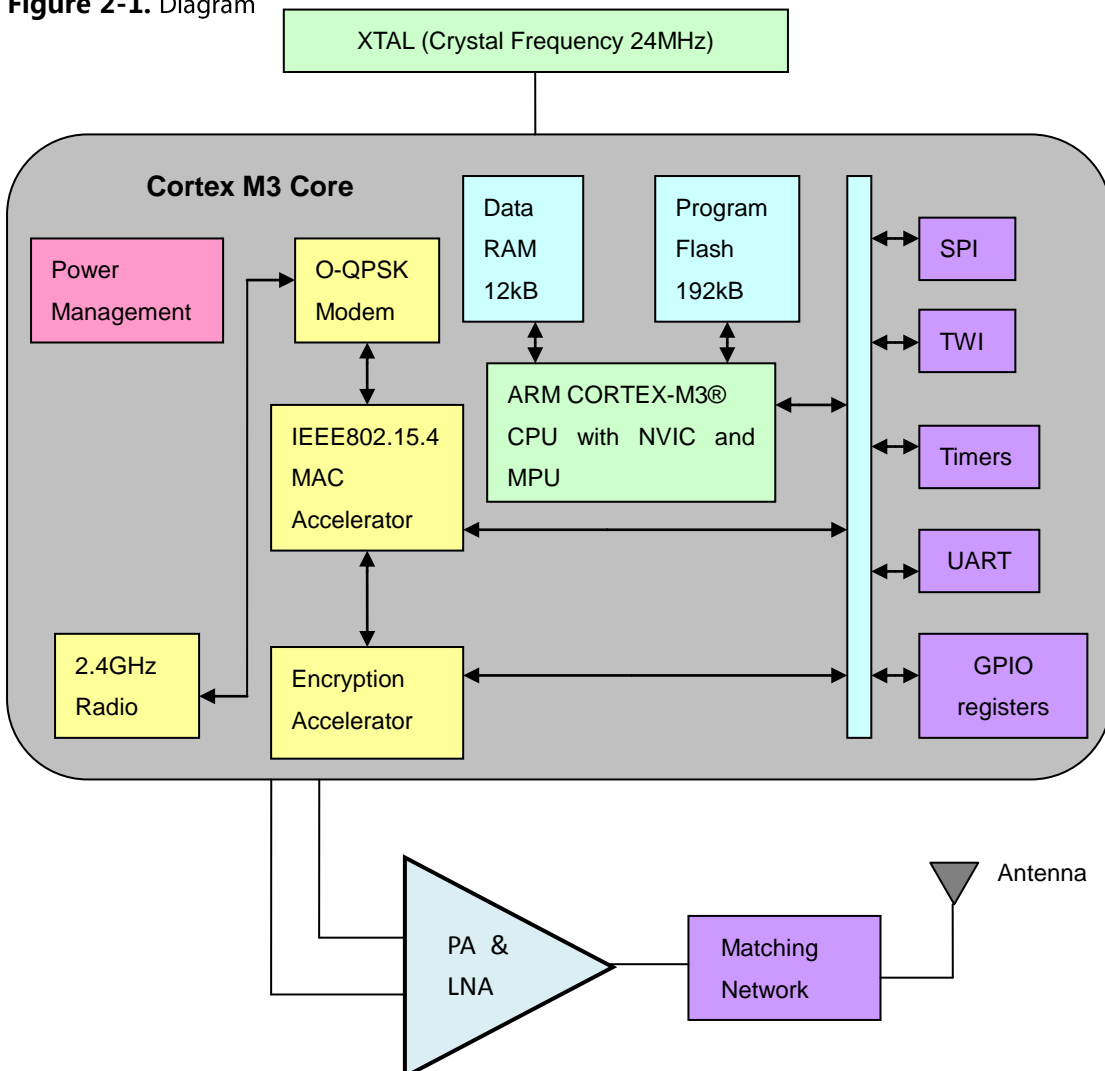 Figure 2-1. Diagram
XTAL (Crystal Frequency 24MHz)
Cortex M3 Core
Power
Management
O-QPSK
Modem
Data
RAM
12kB
Program
Flash
192kB
SPI
TWI
ARM CORTEX-M3®
CPU with NVIC and
MPU
IEEE802.15.4
MAC
Accelerator
Timers
UART
2.4GHz
Radio
Encryption
Accelerator
GPIO
registers
PA &
LNA
Matching
Network
Antenna